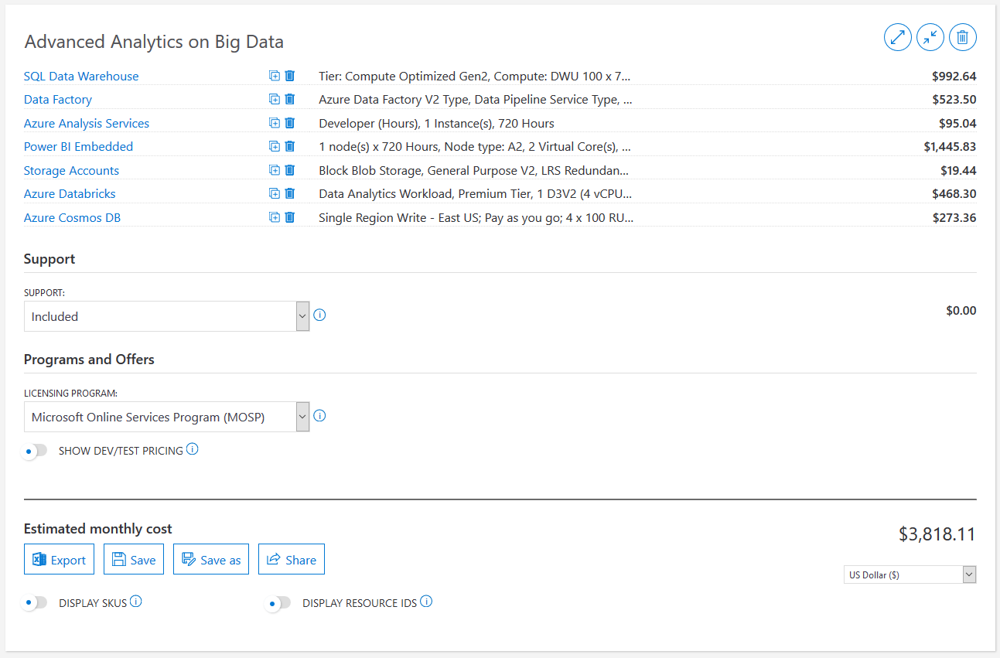 Advanced Analytics on Big Data
SQL Data Warehouse Tier: Compute Optimized Gen2, Compute: DWU 100 x 7... $992.64
Data Factory Azure Data Factory V2 Type, Data Pipeline Service Type, ... $523.50
Azure Analysis Services Developer (Hours), 1 Instance(s), 720 Hours $95.04
Power BI Embedded 1 node(s) x 720 Hours, Node type: A2, 2 Virtual Core(s), ... $1,445.83
Storage Accounts Block Blob Storage, General Purpose V2, LRS Redundan... $19.44
Azure Databricks Data Analytics Workload, Premium Tier, 1 D3V2 (4 vCPU... $468.30
Azure Cosmos DB Single Region Write - East US; Pay as you go; 4 x 100 RU... $273.36
Support
SUPPORT:
Included $0.00
Programs and Offers
LICENSING PROGRAM:
Microsoft Online Services Program (MOSP)
SHOW DEV/TEST PRICING
Estimated monthly cost $3,818.11
Export Save Save as Share
US Dollar ($)
DISPLAY SKUS DISPLAY RESOURCE IDS